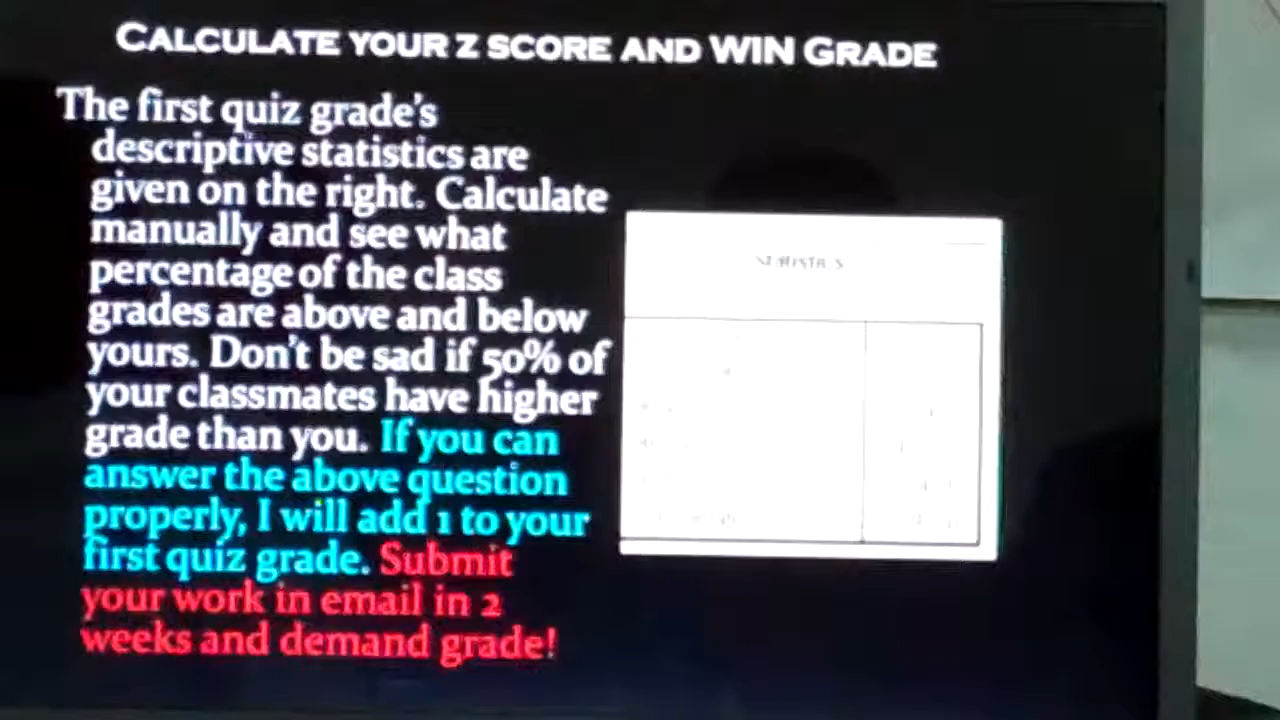 CALCULATE YOUR Z SCORE AND WIN GRADE
The first quiz grade's
descriptive statistics are
given on the right. Calculate
manually and see what
percentage of the class
grades are above and below
yours. Don't be sad if 50% of
your classmates have higher
grade than you. If you can
answer the above question
properly, I will add 1 to your
first quiz grade. Submit
your work in email in 2
weeks and demand grade!